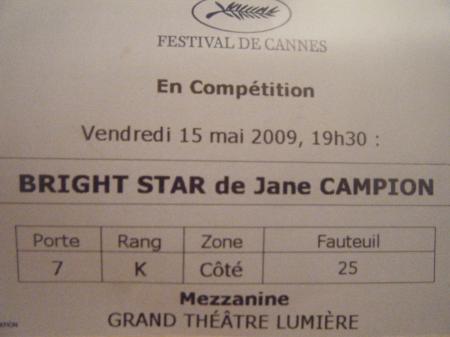 FESTIVAL DE CANNES
En Compétition
Vendredi 15 mai 2009, 19h30 :
BRIGHT STAR de Jane CAMPION
Porte Rang Zone Fauteuil
7 K Côté 25
Mezzanine
GRAND THÉÂTRE LUMIÈRE